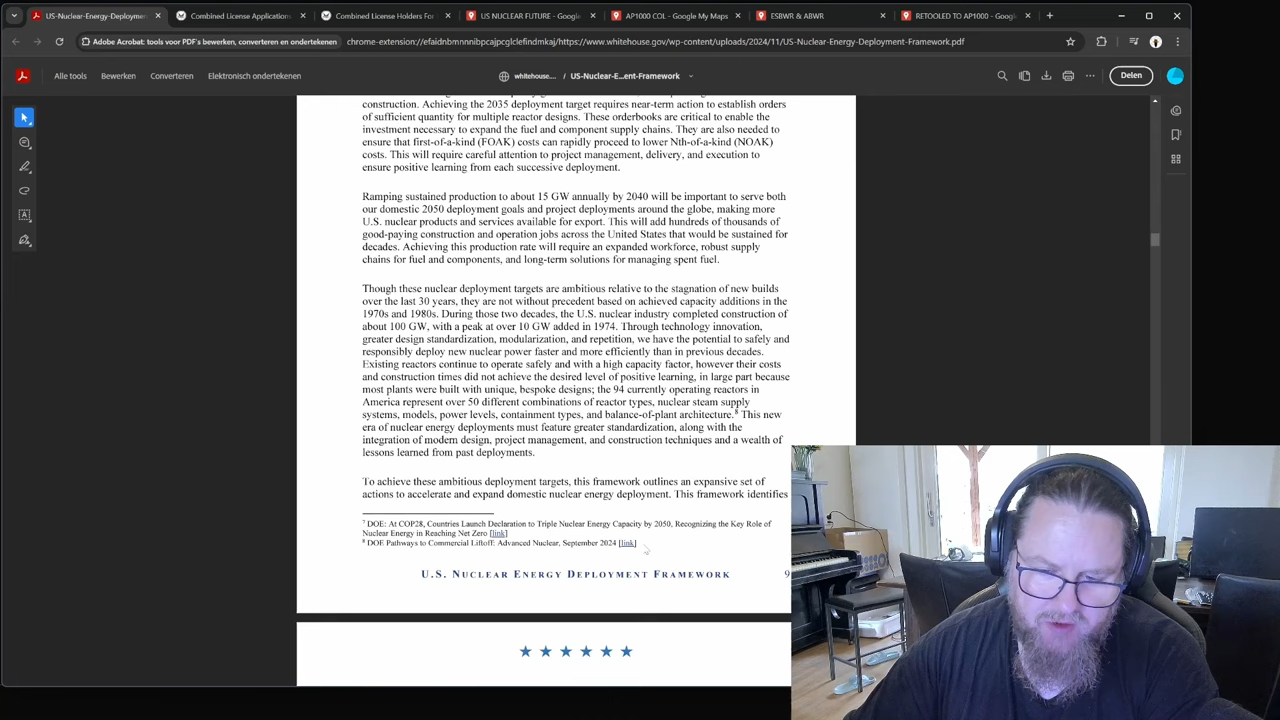 US-Nuclear-Energy-Deploymen
Combined License Application
Combined License Holders For
US NUCLEAR FUTURE - Google
AP1000 COL - Google My Maps
ESBWR & ABWR
RETOOLED TO AP1000 - Google
Adobe Acrobat: tools voor PDF's bewerken, converteren en ondertekenen
chrome-extension://efaidnbmnnnibpcajpcglclefindmkaj/https://www.whitehouse.gov/wp-content/uploads/2024/11/US-Nuclear-Energy-Deployment-Framework.pdf
Alle tools
Bewerken
Converteren
Elektronisch ondertekenen
whitehouse.... / US-Nuclear-E...ent-Framework
Delen
construction. Achieving the 2035 deployment target requires near-term action to establish orders
of sufficient quantity for multiple reactor designs. These orderbooks are critical to enable the
investment necessary to expand the fuel and component supply chains. They are also needed to
ensure that first-of-a-kind (FOAK) costs can rapidly proceed to lower Nth-of-a-kind (NOAK)
costs. This will require careful attention to project management, delivery, and execution to
ensure positive learning from each successive deployment.
Ramping sustained production to about 15 GW annually by 2040 will be important to serve both
our domestic 2050 deployment goals and project deployments around the globe, making more
U.S. nuclear products and services available for export. This will add hundreds of thousands of
good-paying construction and operation jobs across the United States that would be sustained for
decades. Achieving this production rate will require an expanded workforce, robust supply
chains for fuel and components, and long-term solutions for managing spent fuel.
Though these nuclear deployment targets are ambitious relative to the stagnation of new builds
over the last 30 years, they are not without precedent based on achieved capacity additions in the
1970s and 1980s. During those two decades, the U.S. nuclear industry completed construction of
about 100 GW, with a peak at over 10 GW added in 1974. Through technology innovation,
greater design standardization, modularization, and repetition, we have the potential to safely and
responsibly deploy new nuclear power faster and more efficiently than in previous decades.
Existing reactors continue to operate safely and with a high capacity factor, however their costs
and construction times did not achieve the desired level of positive learning, in large part because
most plants were built with unique, bespoke designs; the 94 currently operating reactors in
America represent over 50 different combinations of reactor types, nuclear steam supply
systems, models, power levels, containment types, and balance-of-plant architecture.8 This new
era of nuclear energy deployments must feature greater standardization, along with the
integration of modern design, project management, and construction techniques and a wealth of
lessons learned from past deployments.
To achieve these ambitious deployment targets, this framework outlines an expansive set of
actions to accelerate and expand domestic nuclear energy deployment. This framework identifies
7 DOE: At COP28, Countries Launch Declaration to Triple Nuclear Energy Capacity by 2050, Recognizing the Key Role of
Nuclear Energy in Reaching Net Zero [link]
8 DOE Pathways to Commercial Liftoff: Advanced Nuclear, September 2024 [link]
U.S. NUCLEAR ENERGY DEPLOYMENT FRAMEWORK 9